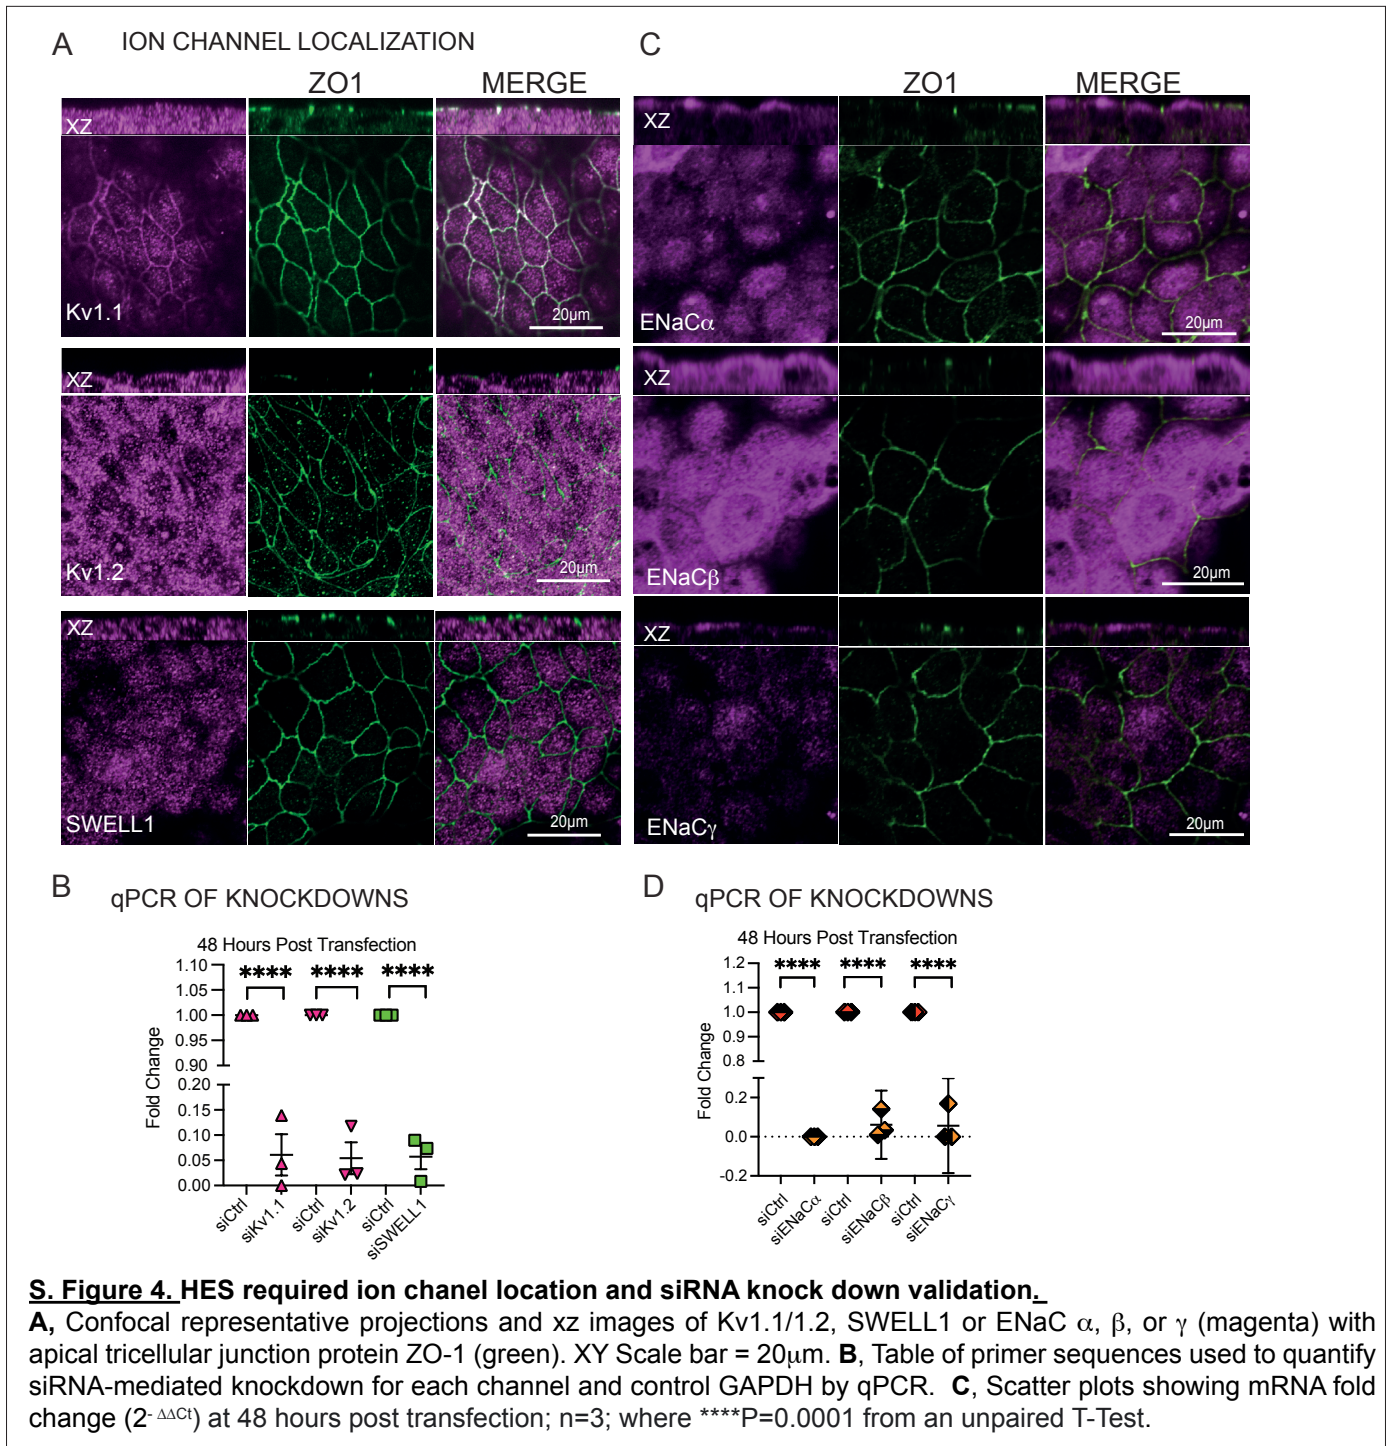 A ION CHANNEL LOCALIZATION
ZO1 MERGE
XZ
Kv1.1
20µm
XZ
Kv1.2
20µm
XZ
SWELL1
20µm
C
ZO1 MERGE
XZ
ENaCα
20µm
XZ
ENaCβ
20µm
XZ
ENaCγ
20µm
B qPCR OF KNOCKDOWNS
48 Hours Post Transfection
Fold Change
1.10
1.05
1.00
0.95
0.90
0.20
0.15
0.10
0.05
0.00
**** **** ****
siCtrl siKv1.1 siCtrl siKv1.2 siCtrl siSWELL1
D qPCR OF KNOCKDOWNS
48 Hours Post Transfection
Fold Change
1.2
1.1
1.0
0.9
0.8
0.2
0.0
-0.2
**** **** ****
siCtrl siENaCα siCtrl siENaCβ siCtrl siENaCγ
S. Figure 4. HES required ion chanel location and siRNA knock down validation.
A, Confocal representative projections and xz images of Kv1.1/1.2, SWELL1 or ENaC α, β, or γ (magenta) with
apical tricellular junction protein ZO-1 (green). XY Scale bar = 20µm. B, Table of primer sequences used to quantify
siRNA-mediated knockdown for each channel and control GAPDH by qPCR. C, Scatter plots showing mRNA fold
change (2- ΔΔCt) at 48 hours post transfection; n=3; where ****P=0.0001 from an unpaired T-Test.